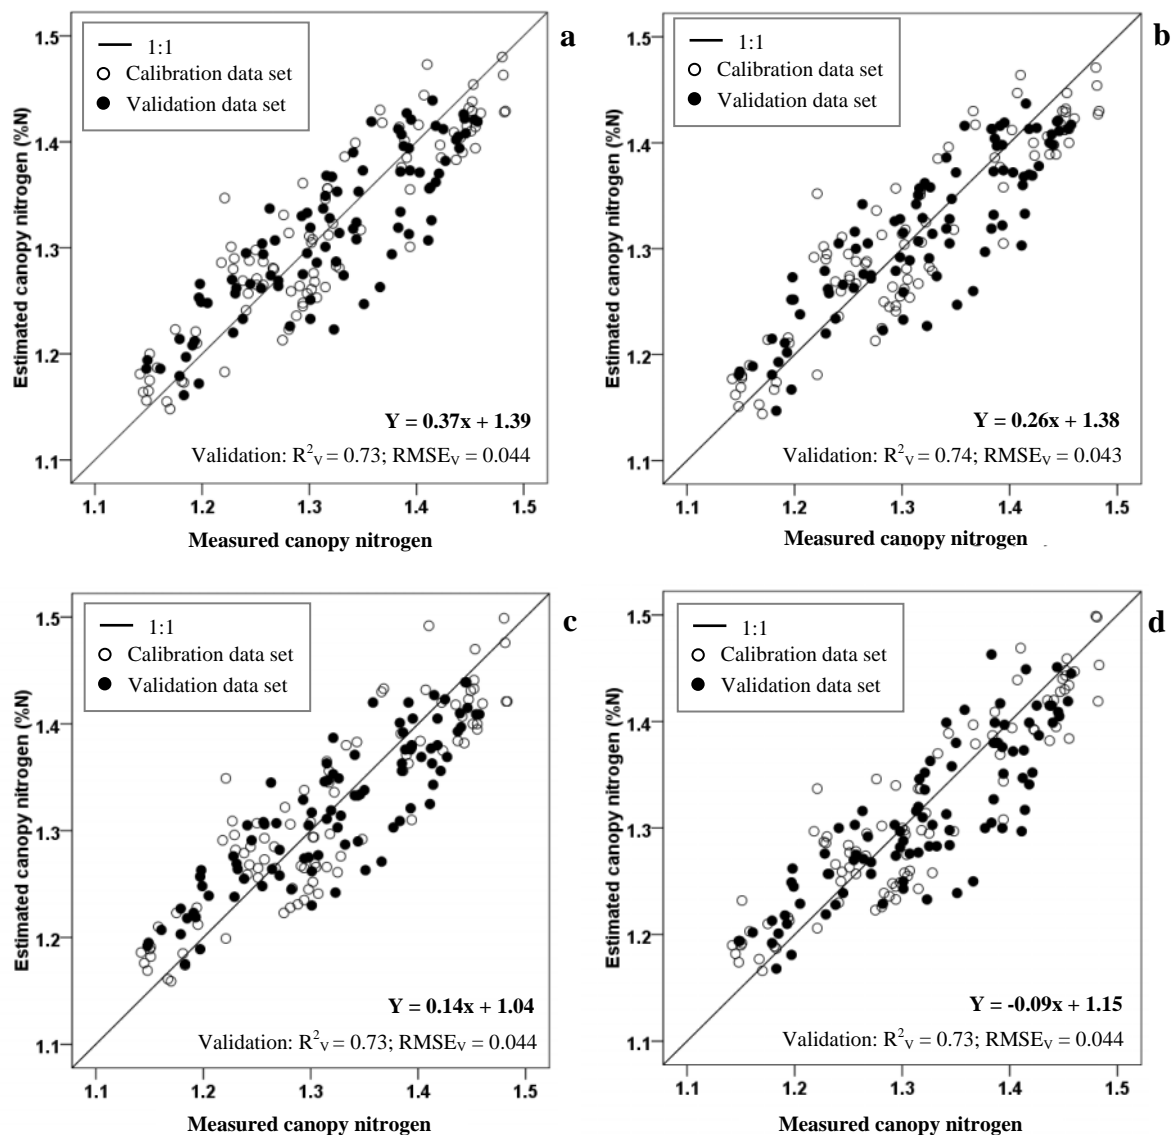 a
1:1
Calibration data set
Validation data set
Estimated canopy nitrogen (%N)
1.5
1.4
1.3
1.2
1.1
Y = 0.37x + 1.39
Validation: R²ᵥ = 0.73; RMSEᵥ = 0.044
1.1 1.2 1.3 1.4 1.5
Measured canopy nitrogen
b
1:1
Calibration data set
Validation data set
Estimated canopy nitrogen (%N)
1.5
1.4
1.3
1.2
1.1
Y = 0.26x + 1.38
Validation: R²ᵥ = 0.74; RMSEᵥ = 0.043
1.1 1.2 1.3 1.4 1.5
Measured canopy nitrogen
c
1:1
Calibration data set
Validation data set
Estimated canopy nitrogen (%N)
1.5
1.4
1.3
1.2
1.1
Y = 0.14x + 1.04
Validation: R²ᵥ = 0.73; RMSEᵥ = 0.044
1.1 1.2 1.3 1.4 1.5
Measured canopy nitrogen
d
1:1
Calibration data set
Validation data set
Estimated canopy nitrogen (%N)
1.5
1.4
1.3
1.2
1.1
Y = -0.09x + 1.15
Validation: R²ᵥ = 0.73; RMSEᵥ = 0.044
1.1 1.2 1.3 1.4 1.5
Measured canopy nitrogen